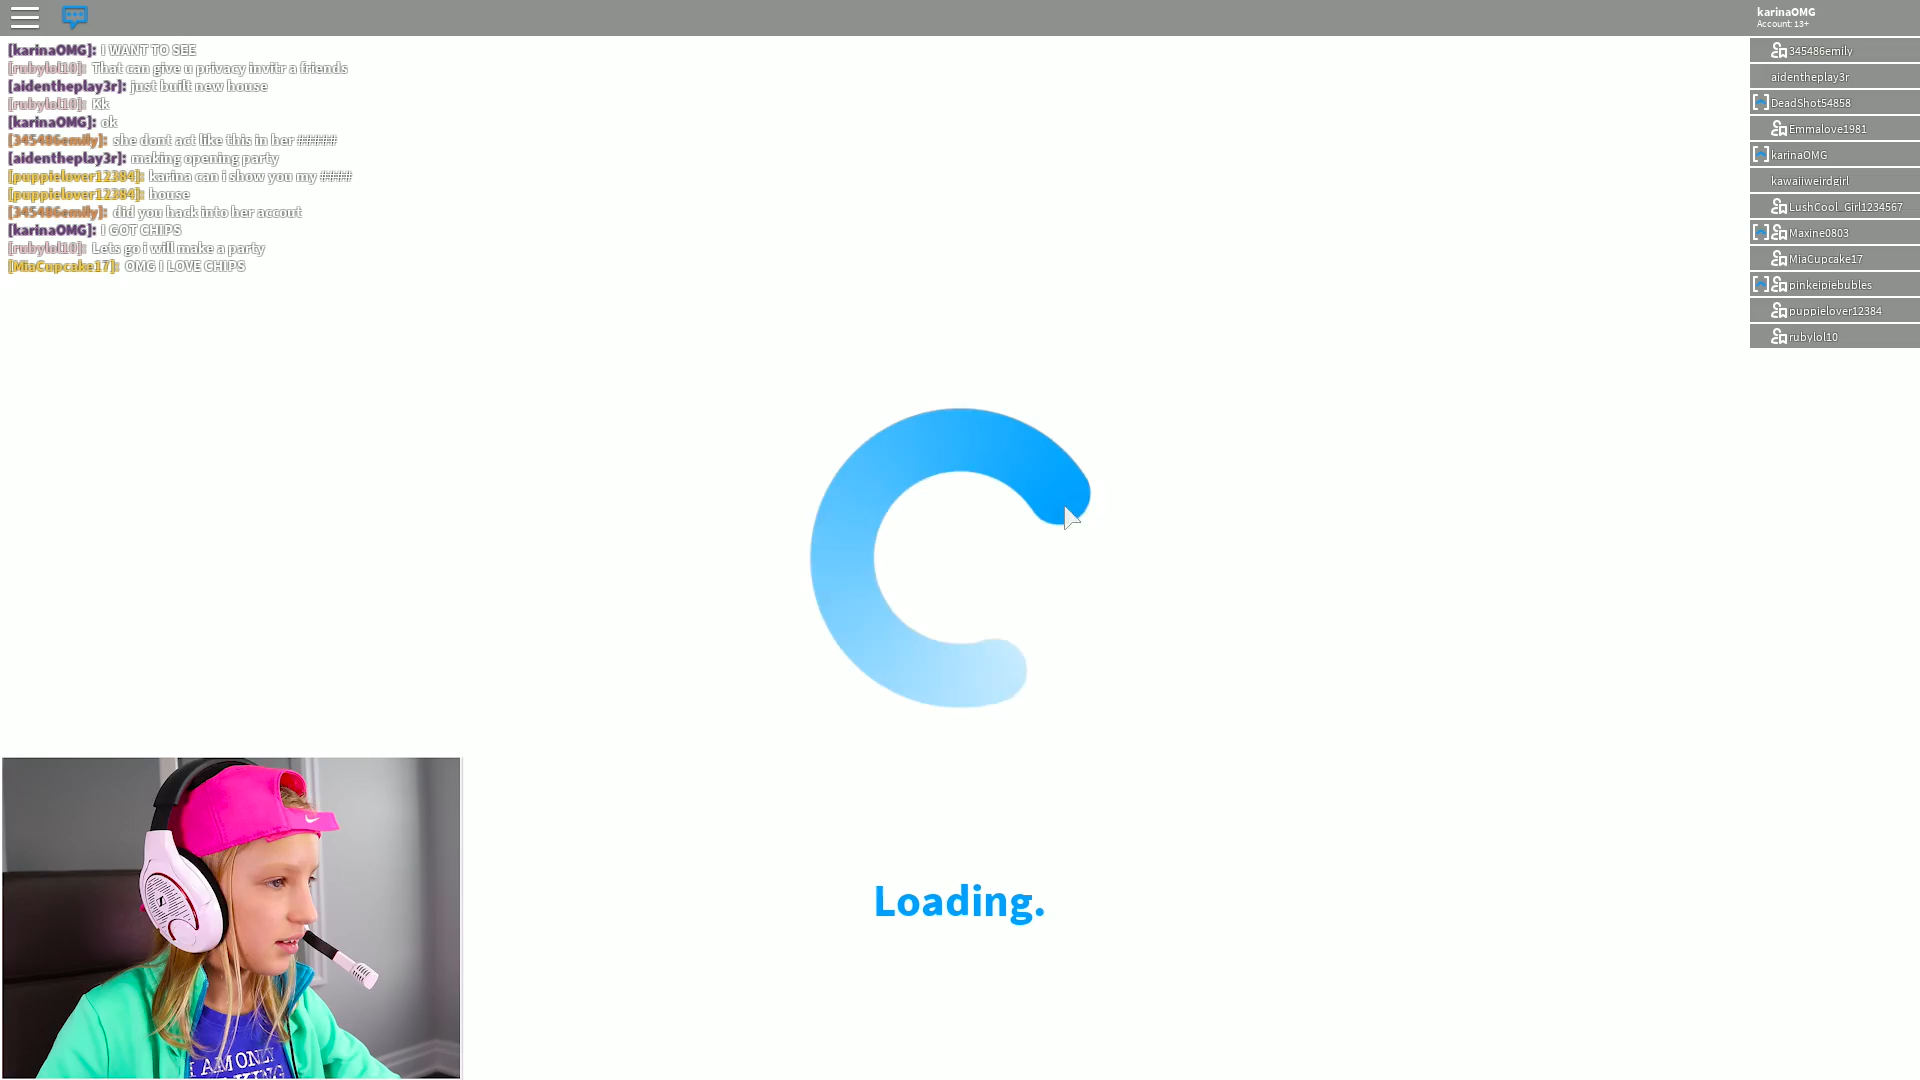 karinaOMG
Account: 13+
[karinaOMG]: I WANT TO SEE
[rubylol10]: That can give u privacy invitr a friends
[aidentheplay3r]: just built new house
[rubylol10]: Kk
[karinaOMG]: ok
[345486emily]: she dont act like this in her #####
[aidentheplay3r]: making opening party
[puppielover12384]: karina can i show you my ####
[puppielover12384]: house
[345486emily]: did you hack into her accout
[karinaOMG]: I GOT CHIPS
[rubylol10]: Lets go i will make a party
[MiaCupcake17]: OMG I LOVE CHIPS
345486emily
aidentheplay3r
DeadShot54858
Emmalove1981
karinaOMG
kawaiiweirdgirl
LushCool_Girl1234567
Maxine0803
MiaCupcake17
pinkeipiebubles
puppielover12384
rubylol10
Loading.
I AM ONLY